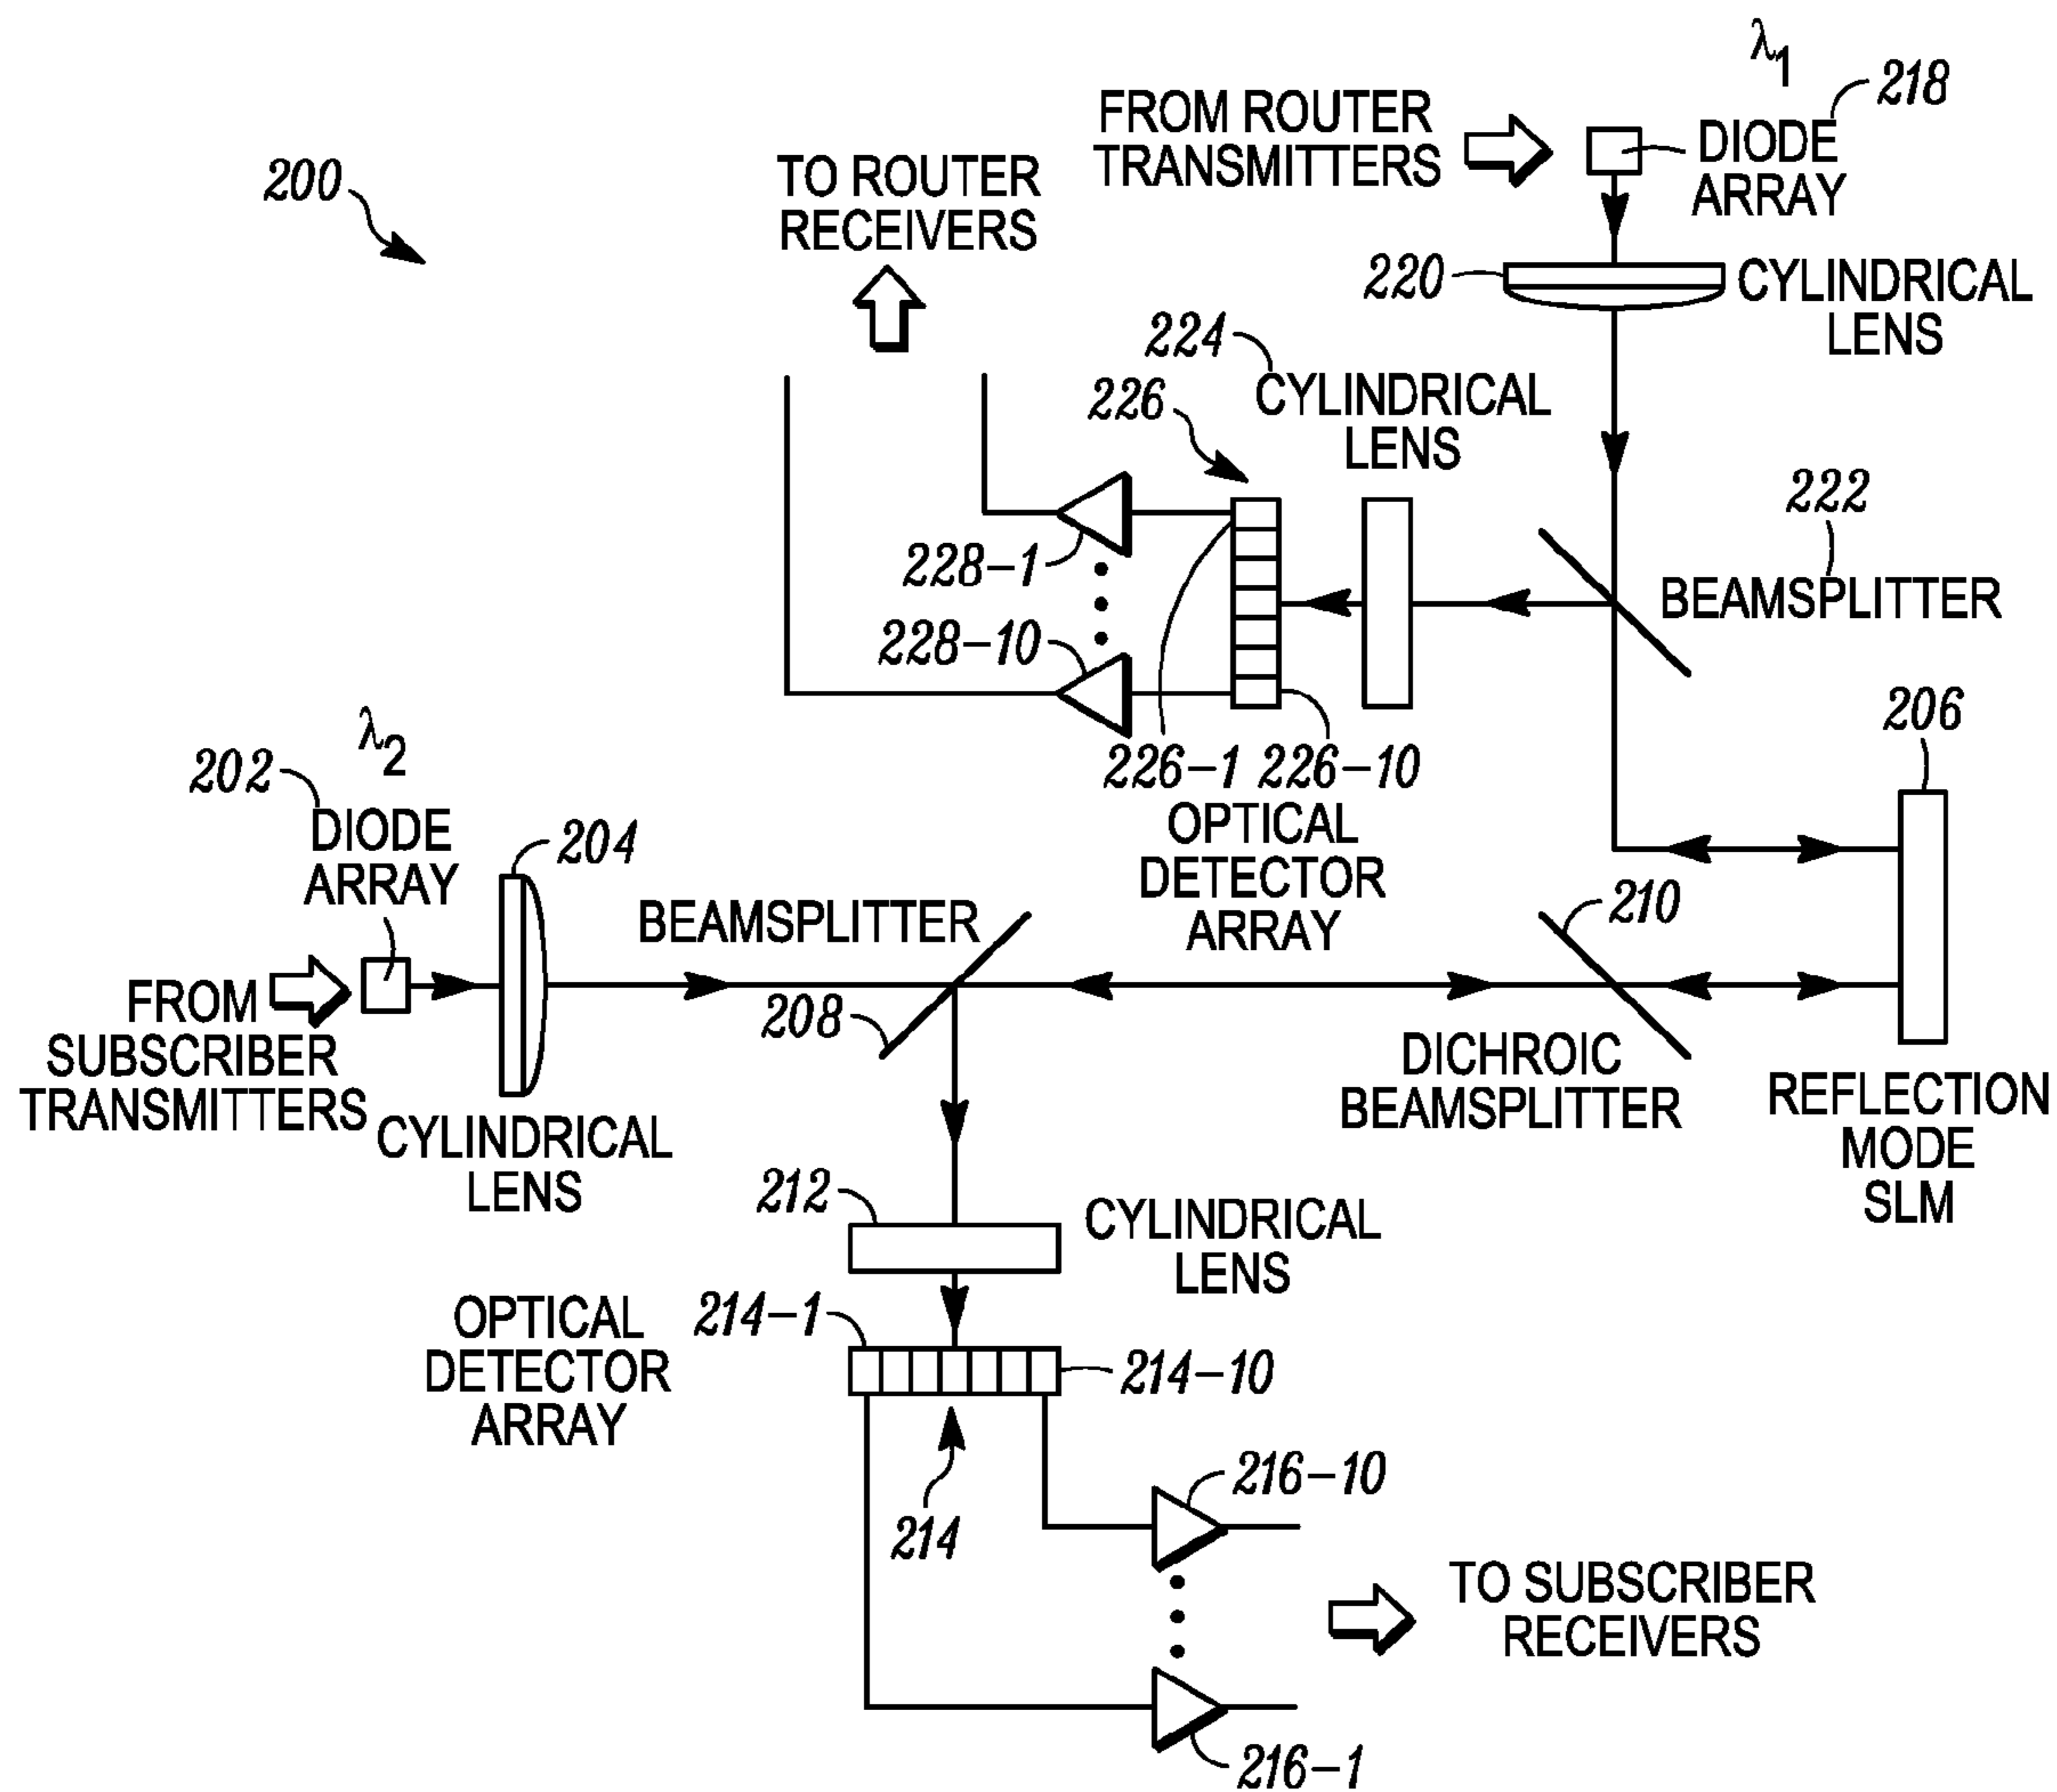 λ1
218
FROM ROUTER
TRANSMITTERS
DIODE
ARRAY
200
TO ROUTER
RECEIVERS
220
CYLINDRICAL
LENS
224
CYLINDRICAL
LENS
226
222
BEAMSPLITTER
228-1
228-10
226-1
226-10
OPTICAL
DETECTOR
ARRAY
206
λ2
202
DIODE
ARRAY
204
BEAMSPLITTER
210
FROM
SUBSCRIBER
TRANSMITTERS
208
CYLINDRICAL
LENS
DICHROIC
BEAMSPLITTER
REFLECTION
MODE
SLM
212
CYLINDRICAL
LENS
OPTICAL
DETECTOR
ARRAY
214-1
214-10
214
216-10
TO SUBSCRIBER
RECEIVERS
216-1